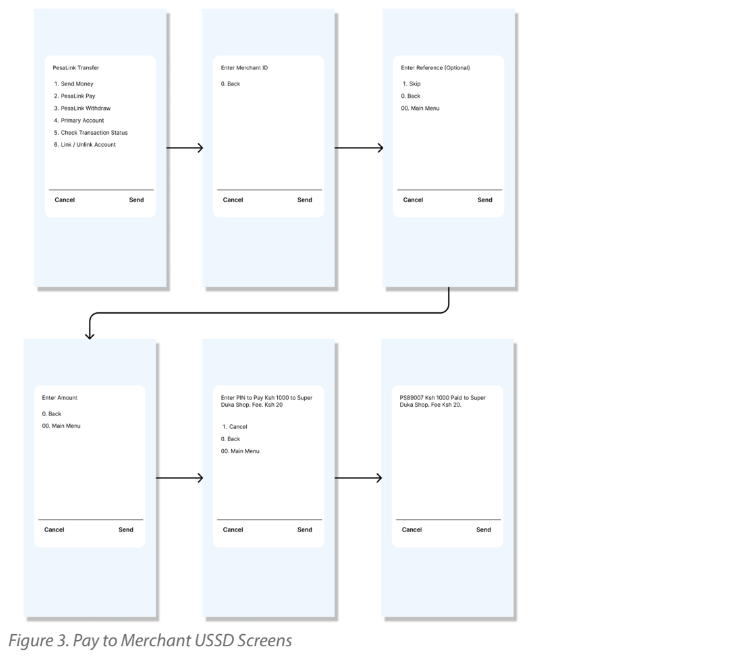 PesaLink Transfer
1. Send Money
2. PesaLink Pay
3. PesaLink Withdraw
4. Primary Account
5. Check Transaction Status
6. Link / Unlink Account
Cancel Send
Enter Merchant ID
0. Back
Cancel Send
Enter Reference (Optional)
1. Skip
0. Back
00. Main Menu
Cancel Send
Enter Amount
0. Back
00. Main Menu
Cancel Send
Enter PIN to Pay Ksh 1000 to Super
Duka Shop. Fee. Ksh 20
1. Cancel
0. Back
00. Main Menu
Cancel Send
PS89007 Ksh 1000 Paid to Super
Duka Shop. Fee Ksh 20.
Cancel Send
Figure 3. Pay to Merchant USSD Screens